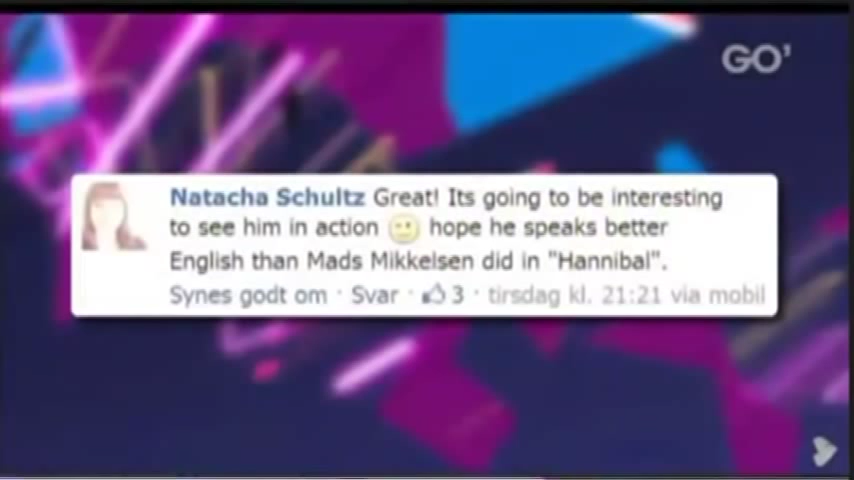 GO'
Natacha Schultz Great! Its going to be interesting
to see him in action 🙂 hope he speaks better
English than Mads Mikkelsen did in "Hannibal".
Synes godt om · Svar · 👍 3 · tirsdag kl. 21:21 via mobil